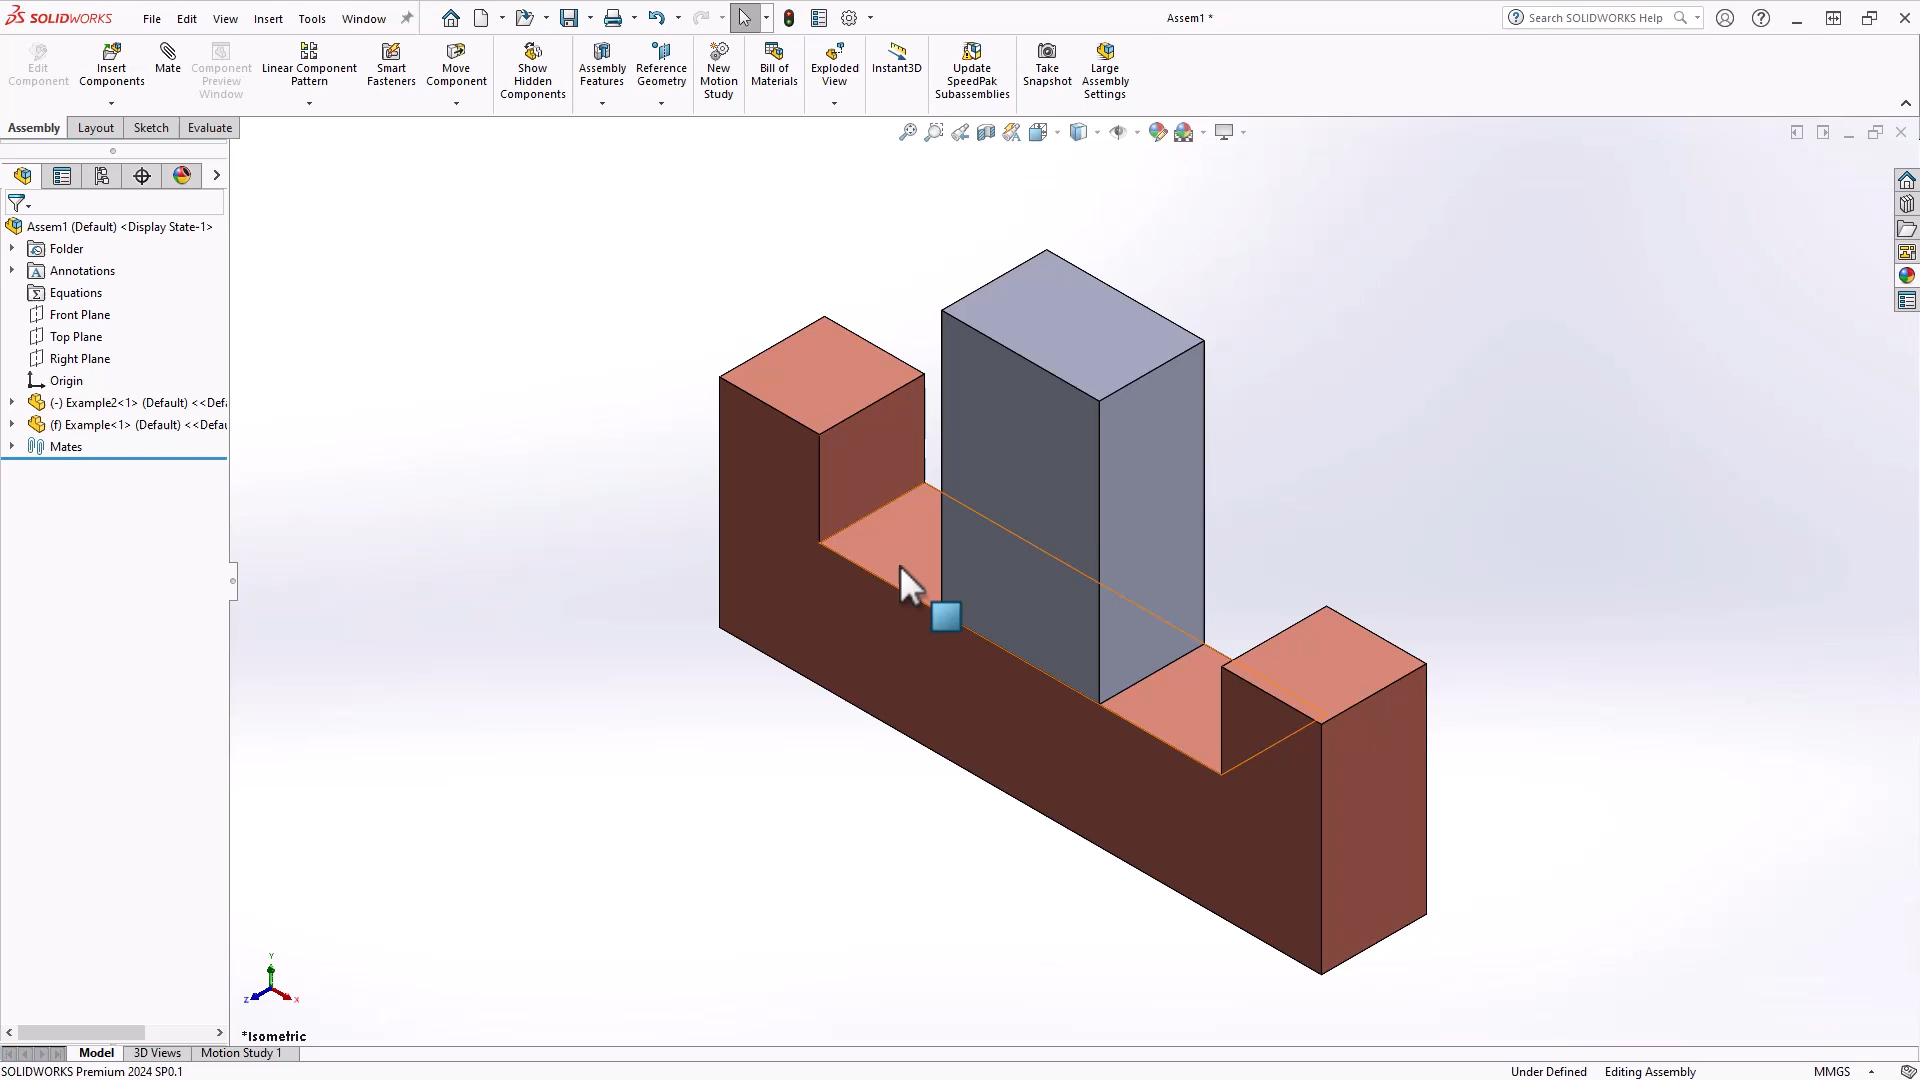 SOLIDWORKS
File Edit View Insert Tools Window
Assem1 *
Search SOLIDWORKS Help
Edit Component
Insert Components
Mate
Component Preview Window
Linear Component Pattern
Smart Fasteners
Move Component
Show Hidden Components
Assembly Features
Reference Geometry
New Motion Study
Bill of Materials
Exploded View
Instant3D
Update SpeedPak Subassemblies
Take Snapshot
Large Assembly Settings
Assembly Layout Sketch Evaluate
Assem1 (Default) <Display State-1>
Folder
Annotations
Equations
Front Plane
Top Plane
Right Plane
Origin
(-) Example2<1> (Default) <<Def
(f) Example<1> (Default) <<Defau
Mates
Y
Z
X
*Isometric
Model 3D Views Motion Study 1
SOLIDWORKS Premium 2024 SP0.1
Under Defined Editing Assembly MMGS